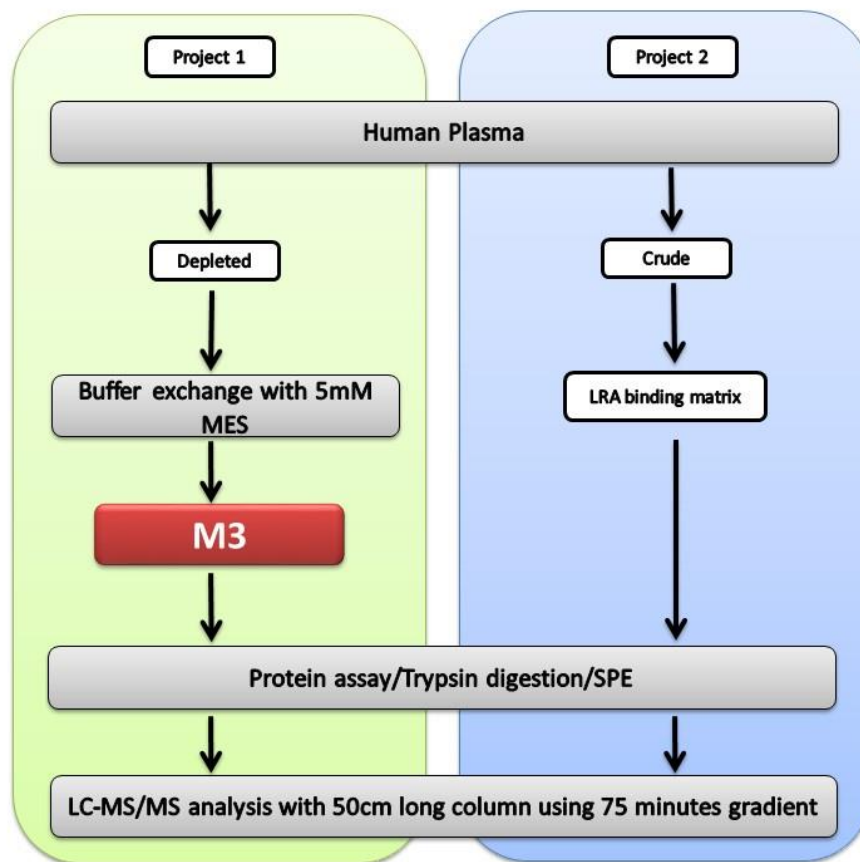 Project 1
Project 2
Human Plasma
Depleted
Crude
Buffer exchange with 5mM
MES
LRA binding matrix
M3
Protein assay/Trypsin digestion/SPE
LC-MS/MS analysis with 50cm long column using 75 minutes gradient